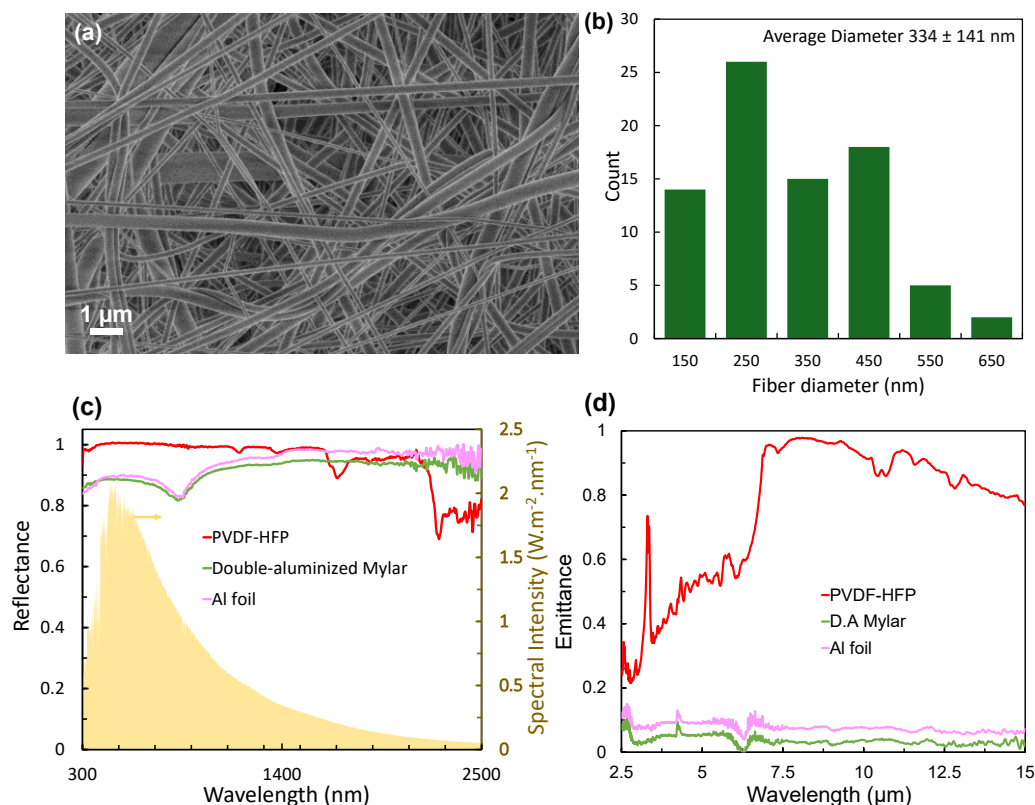 (a)
1 µm
(b)
Average Diameter 334 ± 141 nm
30
25
20
15
10
5
0
Count
150 250 350 450 550 650
Fiber diameter (nm)
(c)
1
0.8
0.6
0.4
0.2
0
Reflectance
PVDF-HFP
Double-aluminized Mylar
Al foil
2.5
2
1.5
1
0.5
0
Spectral Intensity (W.m⁻².nm⁻¹)
300 1400 2500
Wavelength (nm)
(d)
1
0.8
0.6
0.4
0.2
0
Emittance
PVDF-HFP
D.A Mylar
Al foil
2.5 5 7.5 10 12.5 15
Wavelength (µm)